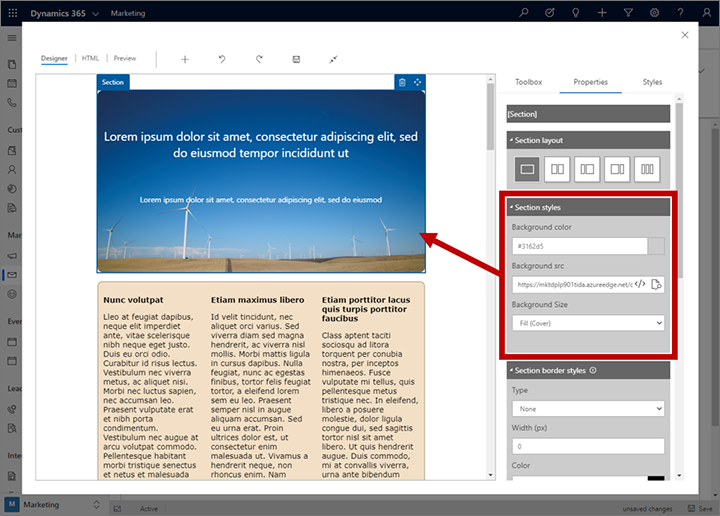 Dynamics 365 Marketing
Designer HTML Preview
Toolbox Properties Styles
Section
Lorem ipsum dolor sit amet, consectetur adipiscing elit, sed
do eiusmod tempor incididunt ut
Lorem ipsum dolor sit amet, consectetur adipiscing elit, sed do eiusmod
Nunc volutpat
Leo at feugiat dapibus,
neque elit imperdiet
ante, vitae scelerisque
nibh neque eget justo.
Duis eu orci odio.
Curabitur id risus lectus.
Vestibulum nec viverra
metus, ac aliquet nisi.
Morbi nec luctus sapien,
nec accumsan leo.
Praesent vulputate erat
et nibh porta
condimentum.
Vestibulum nec augue at
arcu volutpat commodo.
Pellentesque habitant
morbi tristique senectus
et netus et malesuada
Etiam maximus libero
Id velit tincidunt, nec
aliquet orci varius. Sed
viverra diam sed magna
hendrerit, ac viverra nisl
mollis. Morbi mattis ligula
in cursus dapibus. Nulla
feugiat, nunc ac egestas
finibus, tortor felis feugiat
tortor, a eleifend lorem
sem eu leo. Praesent
semper nisl in augue
aliquam accumsan. Sed
eu urna erat. Proin
ultrices dolor est, ut
consectetur enim
malesuada ut. Vivamus a
hendrerit neque, non
rhoncus enim. Nam
Etiam porttitor lacus
quis turpis porttitor
faucibus
Class aptent taciti
sociosqu ad litora
torquent per conubia
nostra, per inceptos
himenaeos. Fusce
vulputate mi tellus, quis
pellentesque metus
tristique nec. In eleifend,
libero a posuere
molestie, dolor ligula
congue dui, sed sagittis
tortor nisl sit amet
libero. Ut quis bibendum
diam. Duis commodo,
mi at convallis viverra,
urna ante bibendum
[Section]
Section layout
Section styles
Background color
#3162d5
Background src
https://mktdplp901tida.azureedge.net/c
Background Size
Fill (Cover)
Section border styles
Type
None
Width (px)
0
Color
Cust
Mar
Even
Lead
Inte
M Marketing
Active
unsaved changes
Save